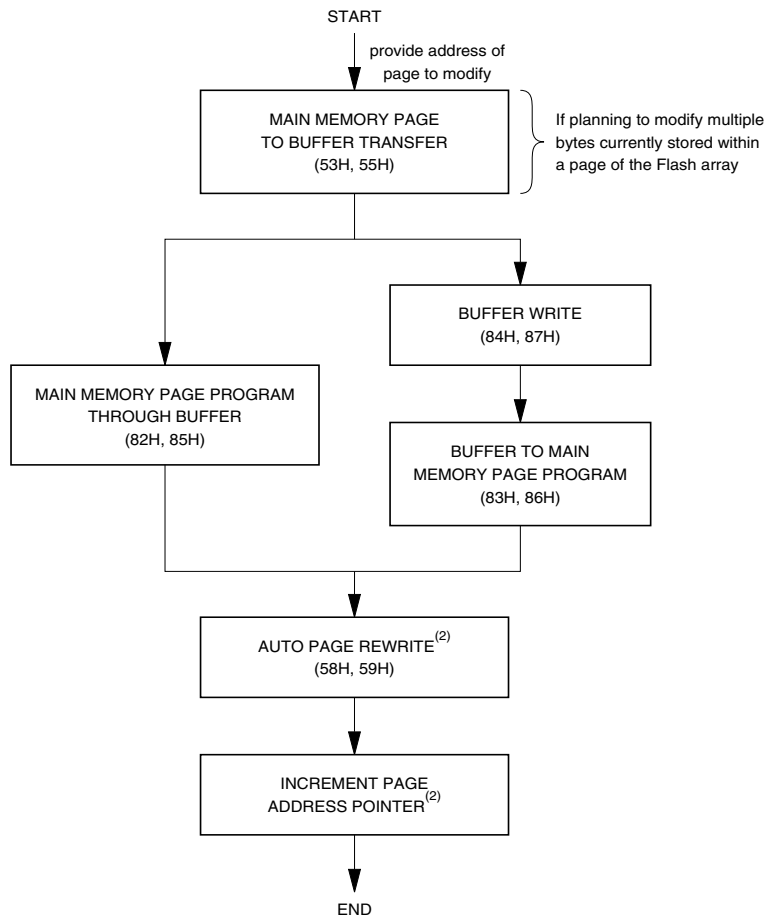 START
provide address of
page to modify
MAIN MEMORY PAGE
TO BUFFER TRANSFER
(53H, 55H)
If planning to modify multiple
bytes currently stored within
a page of the Flash array
BUFFER WRITE
(84H, 87H)
MAIN MEMORY PAGE PROGRAM
THROUGH BUFFER
(82H, 85H)
BUFFER TO MAIN
MEMORY PAGE PROGRAM
(83H, 86H)
AUTO PAGE REWRITE(2)
(58H, 59H)
INCREMENT PAGE
ADDRESS POINTER(2)
END